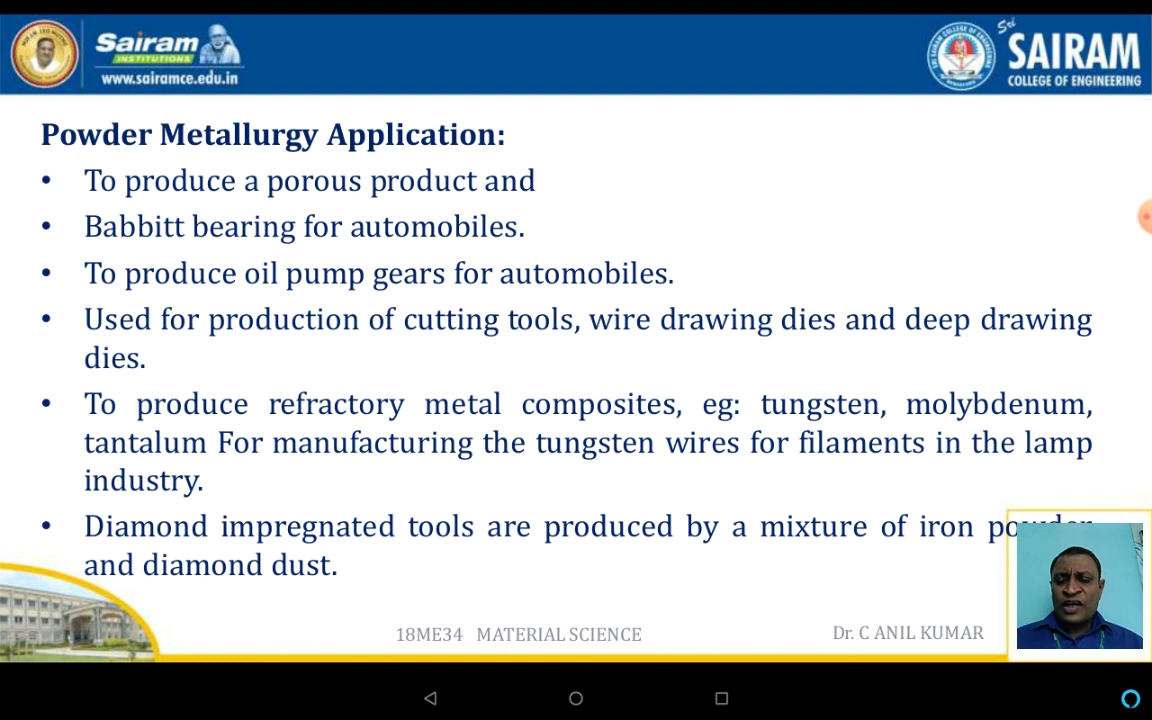 Sairam
INSTITUTIONS
www.sairamce.edu.in
Sri
SAIRAM
COLLEGE OF ENGINEERING
Powder Metallurgy Application:
• To produce a porous product and
• Babbitt bearing for automobiles.
• To produce oil pump gears for automobiles.
• Used for production of cutting tools, wire drawing dies and deep drawing
dies.
• To produce refractory metal composites, eg: tungsten, molybdenum,
tantalum For manufacturing the tungsten wires for filaments in the lamp
industry.
• Diamond impregnated tools are produced by a mixture of iron powder
and diamond dust.
18ME34 MATERIAL SCIENCE
Dr. C ANIL KUMAR